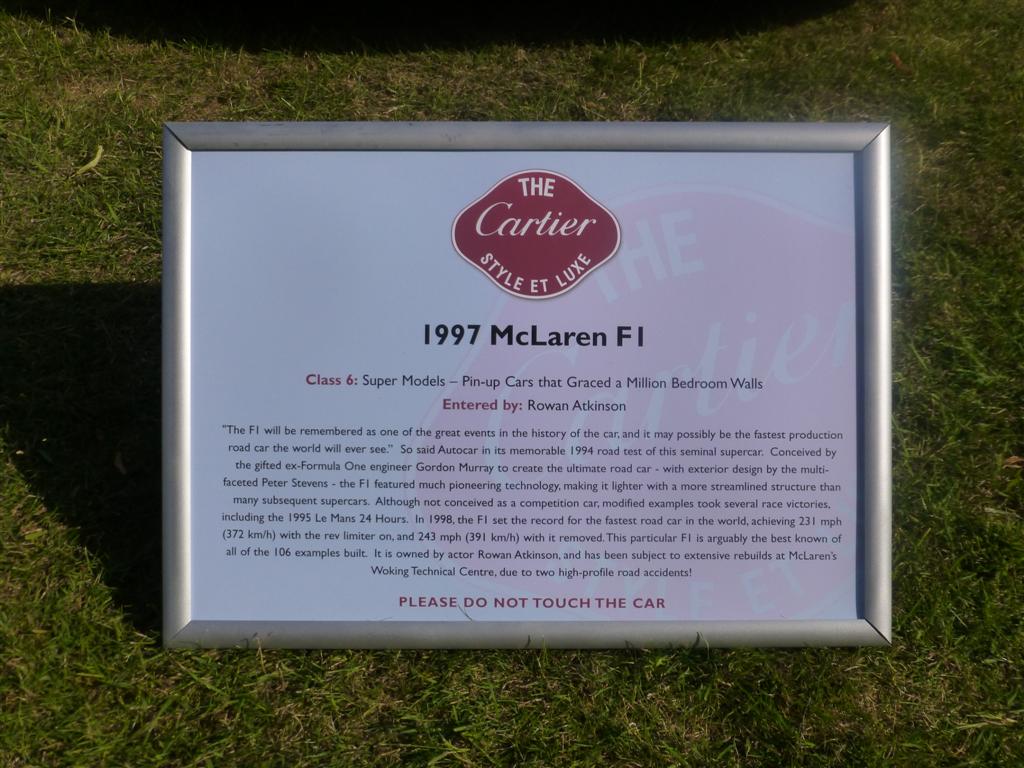 THE
Cartier
STYLE ET LUXE
1997 McLaren F1
Class 6: Super Models – Pin-up Cars that Graced a Million Bedroom Walls
Entered by: Rowan Atkinson
"The F1 will be remembered as one of the great events in the history of the car, and it may possibly be the fastest production
road car the world will ever see." So said Autocar in its memorable 1994 road test of this seminal supercar. Conceived by
the gifted ex-Formula One engineer Gordon Murray to create the ultimate road car - with exterior design by the multi-
faceted Peter Stevens - the F1 featured much pioneering technology, making it lighter with a more streamlined structure than
many subsequent supercars. Although not conceived as a competition car, modified examples took several race victories,
including the 1995 Le Mans 24 Hours. In 1998, the F1 set the record for the fastest road car in the world, achieving 231 mph
(372 km/h) with the rev limiter on, and 243 mph (391 km/h) with it removed. This particular F1 is arguably the best known of
all of the 106 examples built. It is owned by actor Rowan Atkinson, and has been subject to extensive rebuilds at McLaren's
Woking Technical Centre, due to two high-profile road accidents!
PLEASE DO NOT TOUCH THE CAR
THE
Cartier
STYLE ET